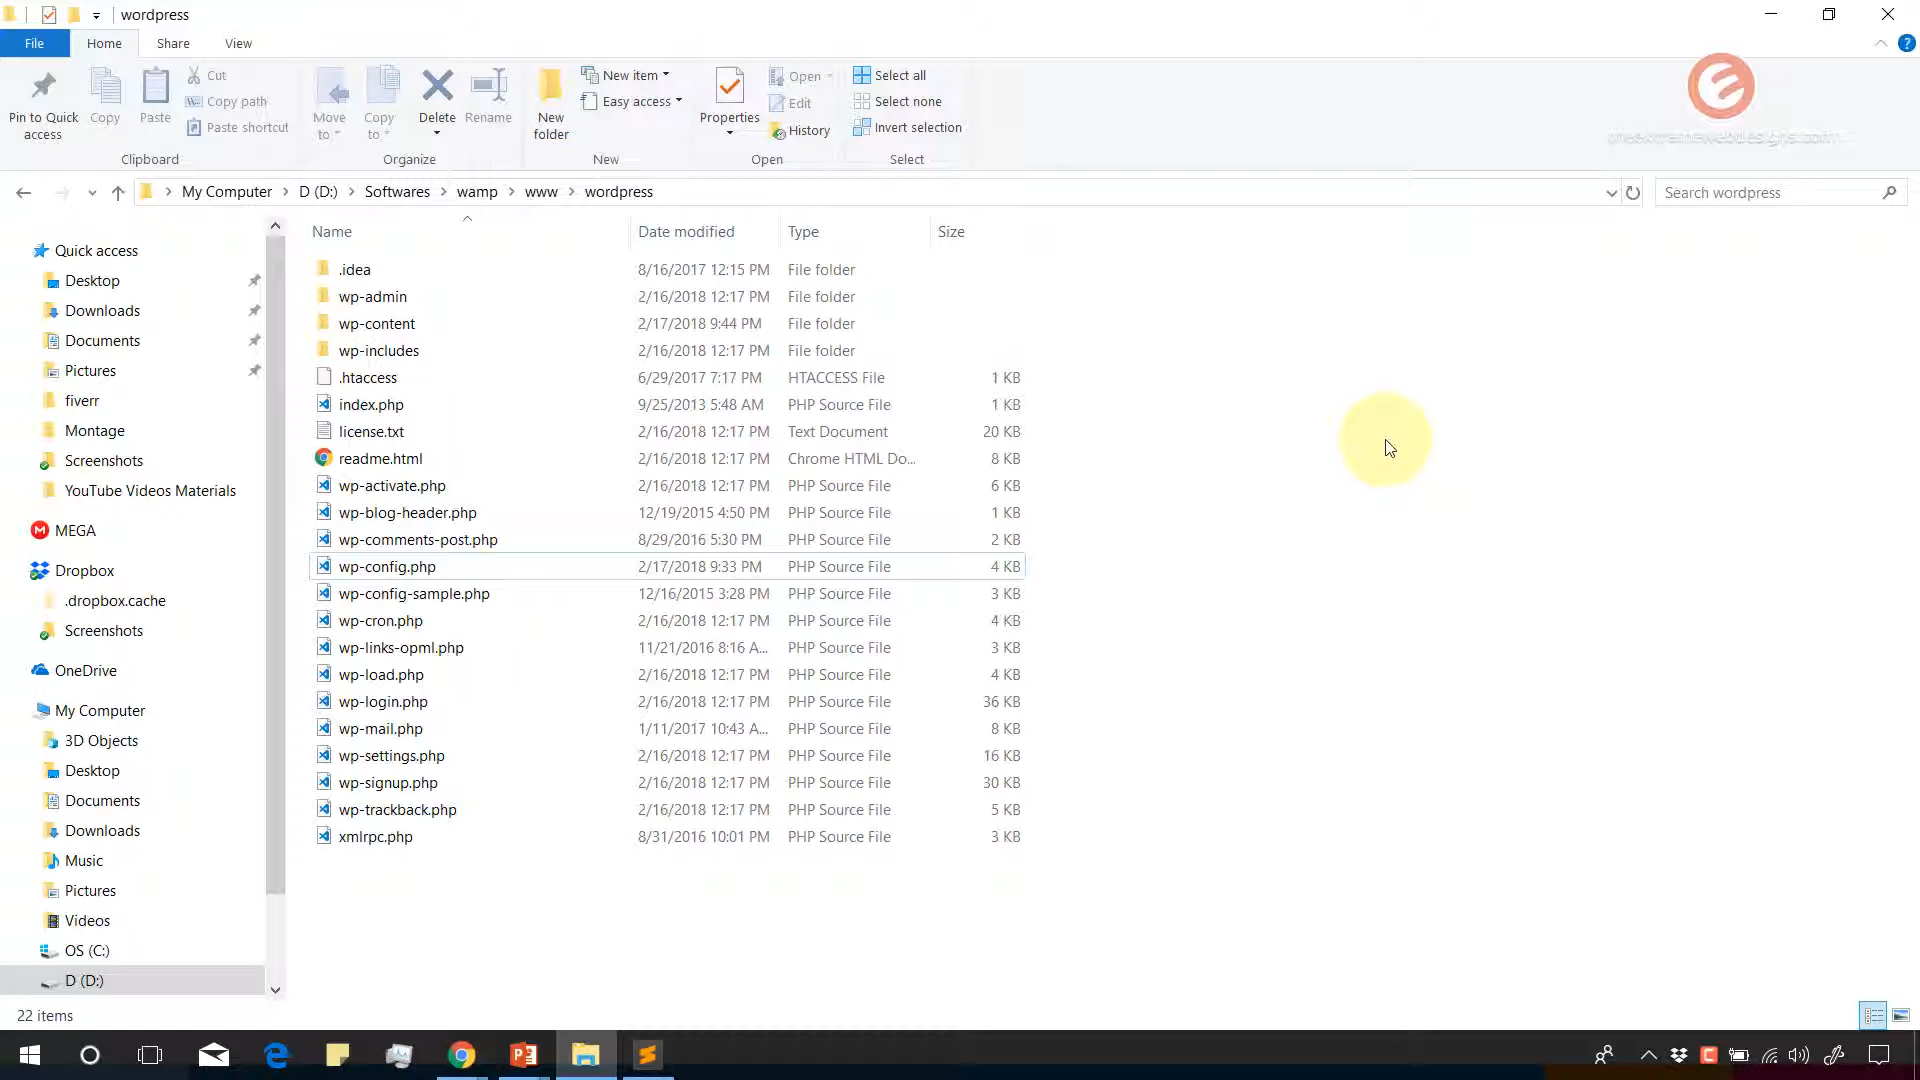 wordpress
File Home Share View
Pin to Quick access
Copy
Paste
Cut
Copy path
Paste shortcut
Clipboard
Move to
Copy to
Delete
Rename
Organize
New folder
New item
Easy access
New
Properties
Open
Edit
History
Open
Select all
Select none
Invert selection
Select
My Computer > D (D:) > Softwares > wamp > www > wordpress
Search wordpress
Quick access
Desktop
Downloads
Documents
Pictures
fiverr
Montage
Screenshots
YouTube Videos Materials
MEGA
Dropbox
.dropbox.cache
Screenshots
OneDrive
My Computer
3D Objects
Desktop
Documents
Downloads
Music
Pictures
Videos
OS (C:)
D (D:)
Name Date modified Type Size
.idea 8/16/2017 12:15 PM File folder
wp-admin 2/16/2018 12:17 PM File folder
wp-content 2/17/2018 9:44 PM File folder
wp-includes 2/16/2018 12:17 PM File folder
.htaccess 6/29/2017 7:17 PM HTACCESS File 1 KB
index.php 9/25/2013 5:48 AM PHP Source File 1 KB
license.txt 2/16/2018 12:17 PM Text Document 20 KB
readme.html 2/16/2018 12:17 PM Chrome HTML Do... 8 KB
wp-activate.php 2/16/2018 12:17 PM PHP Source File 6 KB
wp-blog-header.php 12/19/2015 4:50 PM PHP Source File 1 KB
wp-comments-post.php 8/29/2016 5:30 PM PHP Source File 2 KB
wp-config.php 2/17/2018 9:33 PM PHP Source File 4 KB
wp-config-sample.php 12/16/2015 3:28 PM PHP Source File 3 KB
wp-cron.php 2/16/2018 12:17 PM PHP Source File 4 KB
wp-links-opml.php 11/21/2016 8:16 A... PHP Source File 3 KB
wp-load.php 2/16/2018 12:17 PM PHP Source File 4 KB
wp-login.php 2/16/2018 12:17 PM PHP Source File 36 KB
wp-mail.php 1/11/2017 10:43 A... PHP Source File 8 KB
wp-settings.php 2/16/2018 12:17 PM PHP Source File 16 KB
wp-signup.php 2/16/2018 12:17 PM PHP Source File 30 KB
wp-trackback.php 2/16/2018 12:17 PM PHP Source File 5 KB
xmlrpc.php 8/31/2016 10:01 PM PHP Source File 3 KB
22 items